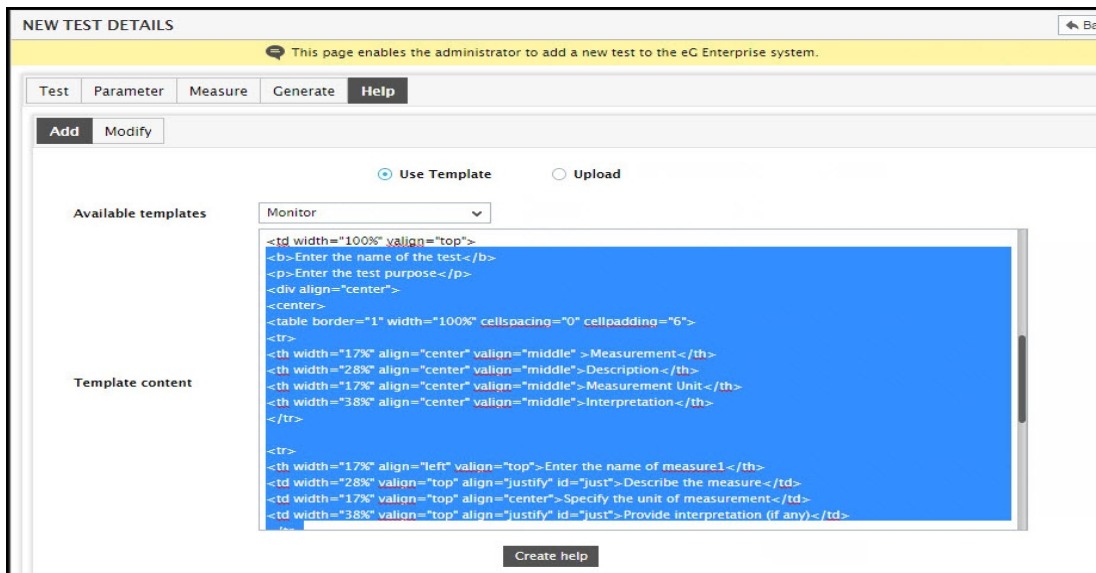 NEW TEST DETAILS
This page enables the administrator to add a new test to the eG Enterprise system.
Test Parameter Measure Generate Help
Add Modify
Use Template Upload
Available templates Monitor
Template content
<td width="100%" valign="top">
<b>Enter the name of the test</b>
<p>Enter the test purpose</p>
<div align="center">
<center>
<table border="1" width="100%" cellspacing="0" cellpadding="6">
<tr>
<th width="17%" align="center" valign="middle" >Measurement</th>
<th width="28%" align="center" valign="middle">Description</th>
<th width="17%" align="center" valign="middle">Measurement Unit</th>
<th width="38%" align="center" valign="middle">Interpretation</th>
</tr>
<tr>
<th width="17%" align="left" valign="top">Enter the name of measure1</th>
<td width="28%" valign="top" align="justify" id="just">Describe the measure</td>
<td width="17%" valign="top" align="center">Specify the unit of measurement</td>
<td width="38%" valign="top" align="justify" id="just">Provide interpretation (if any)</td>
Create help